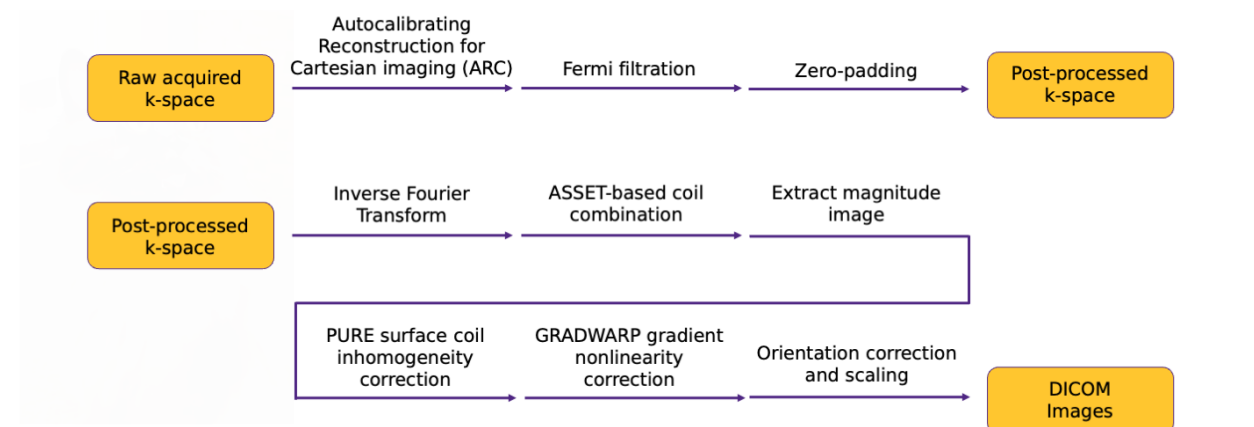 Autocalibrating
Reconstruction for
Cartesian imaging (ARC)
Raw acquired
k-space
Fermi filtration
Zero-padding
Post-processed
k-space
Post-processed
k-space
Inverse Fourier
Transform
ASSET-based coil
combination
Extract magnitude
image
PURE surface coil
inhomogeneity
correction
GRADWARP gradient
nonlinearity
correction
Orientation correction
and scaling
DICOM
Images